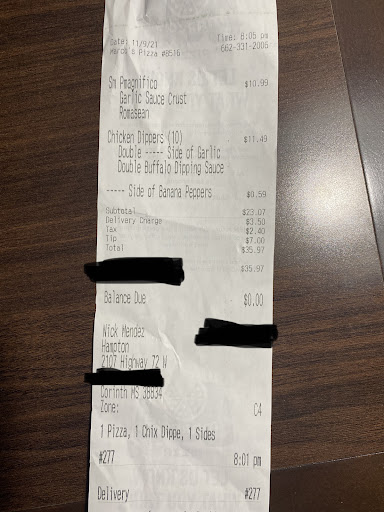 Date: 11/9/21 Time: 8:05 pm
Marco's Pizza #8516 662-331-2005
Sm Pmagnifico $10.99
Garlic Sauce Crust
Romasean
Chicken Dippers (10) $11.49
Double ----- Side of Garlic
Double Buffalo Dipping Sauce
----- Side of Banana Peppers $0.59
Subtotal $23.07
Delivery Charge $3.50
Tax $2.40
Tip $7.00
Total $35.97
$35.97
Balance Due $0.00
Nick Mendez
Hampton
2107 Highway 72 W
Corinth MS 38834
Zone: C4
1 Pizza, 1 Chix Dippe, 1 Sides
#277 8:01 pm
Delivery #277